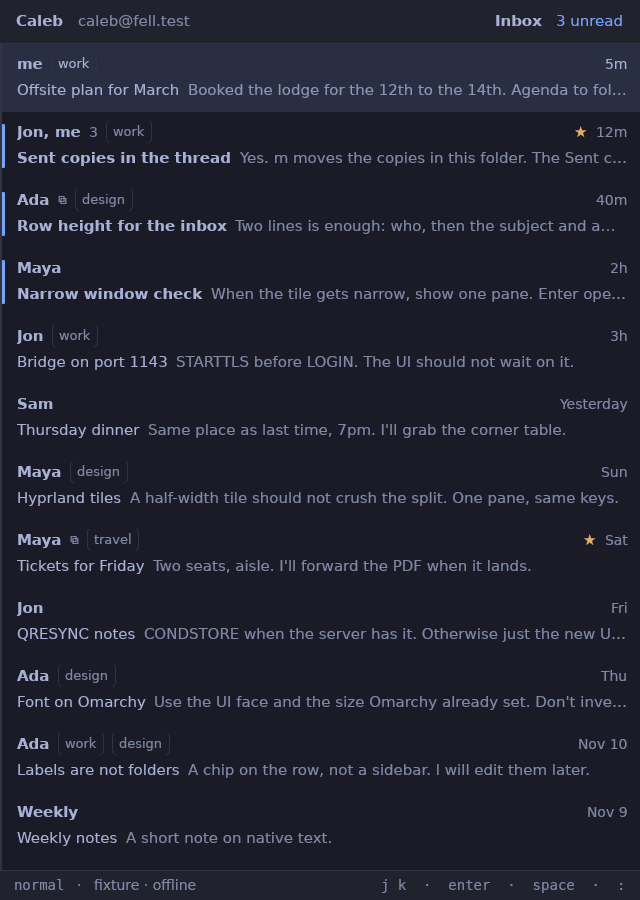 Caleb caleb@fell.test Inbox 3 unread
me work 5m
Offsite plan for March Booked the lodge for the 12th to the 14th. Agenda to fol…
Jon, me 3 work ★ 12m
Sent copies in the thread Yes. m moves the copies in this folder. The Sent c…
Ada ⧉ design 40m
Row height for the inbox Two lines is enough: who, then the subject and a…
Maya 2h
Narrow window check When the tile gets narrow, show one pane. Enter ope…
Jon work 3h
Bridge on port 1143 STARTTLS before LOGIN. The UI should not wait on it.
Sam Yesterday
Thursday dinner Same place as last time, 7pm. I'll grab the corner table.
Maya design Sun
Hyprland tiles A half-width tile should not crush the split. One pane, same keys.
Maya ⧉ travel ★ Sat
Tickets for Friday Two seats, aisle. I'll forward the PDF when it lands.
Jon Fri
QRESYNC notes CONDSTORE when the server has it. Otherwise just the new U…
Ada design Thu
Font on Omarchy Use the UI face and the size Omarchy already set. Don't inve…
Ada work design Nov 10
Labels are not folders A chip on the row, not a sidebar. I will edit them later.
Weekly Nov 9
Weekly notes A short note on native text.
normal · fixture · offline j k · enter · space · :